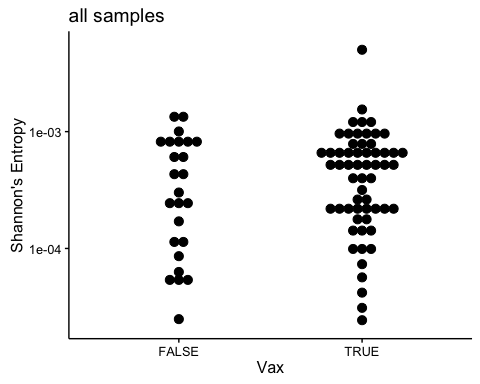 all samples
Shannon's Entropy
1e-03
1e-04
FALSE
TRUE
Vax